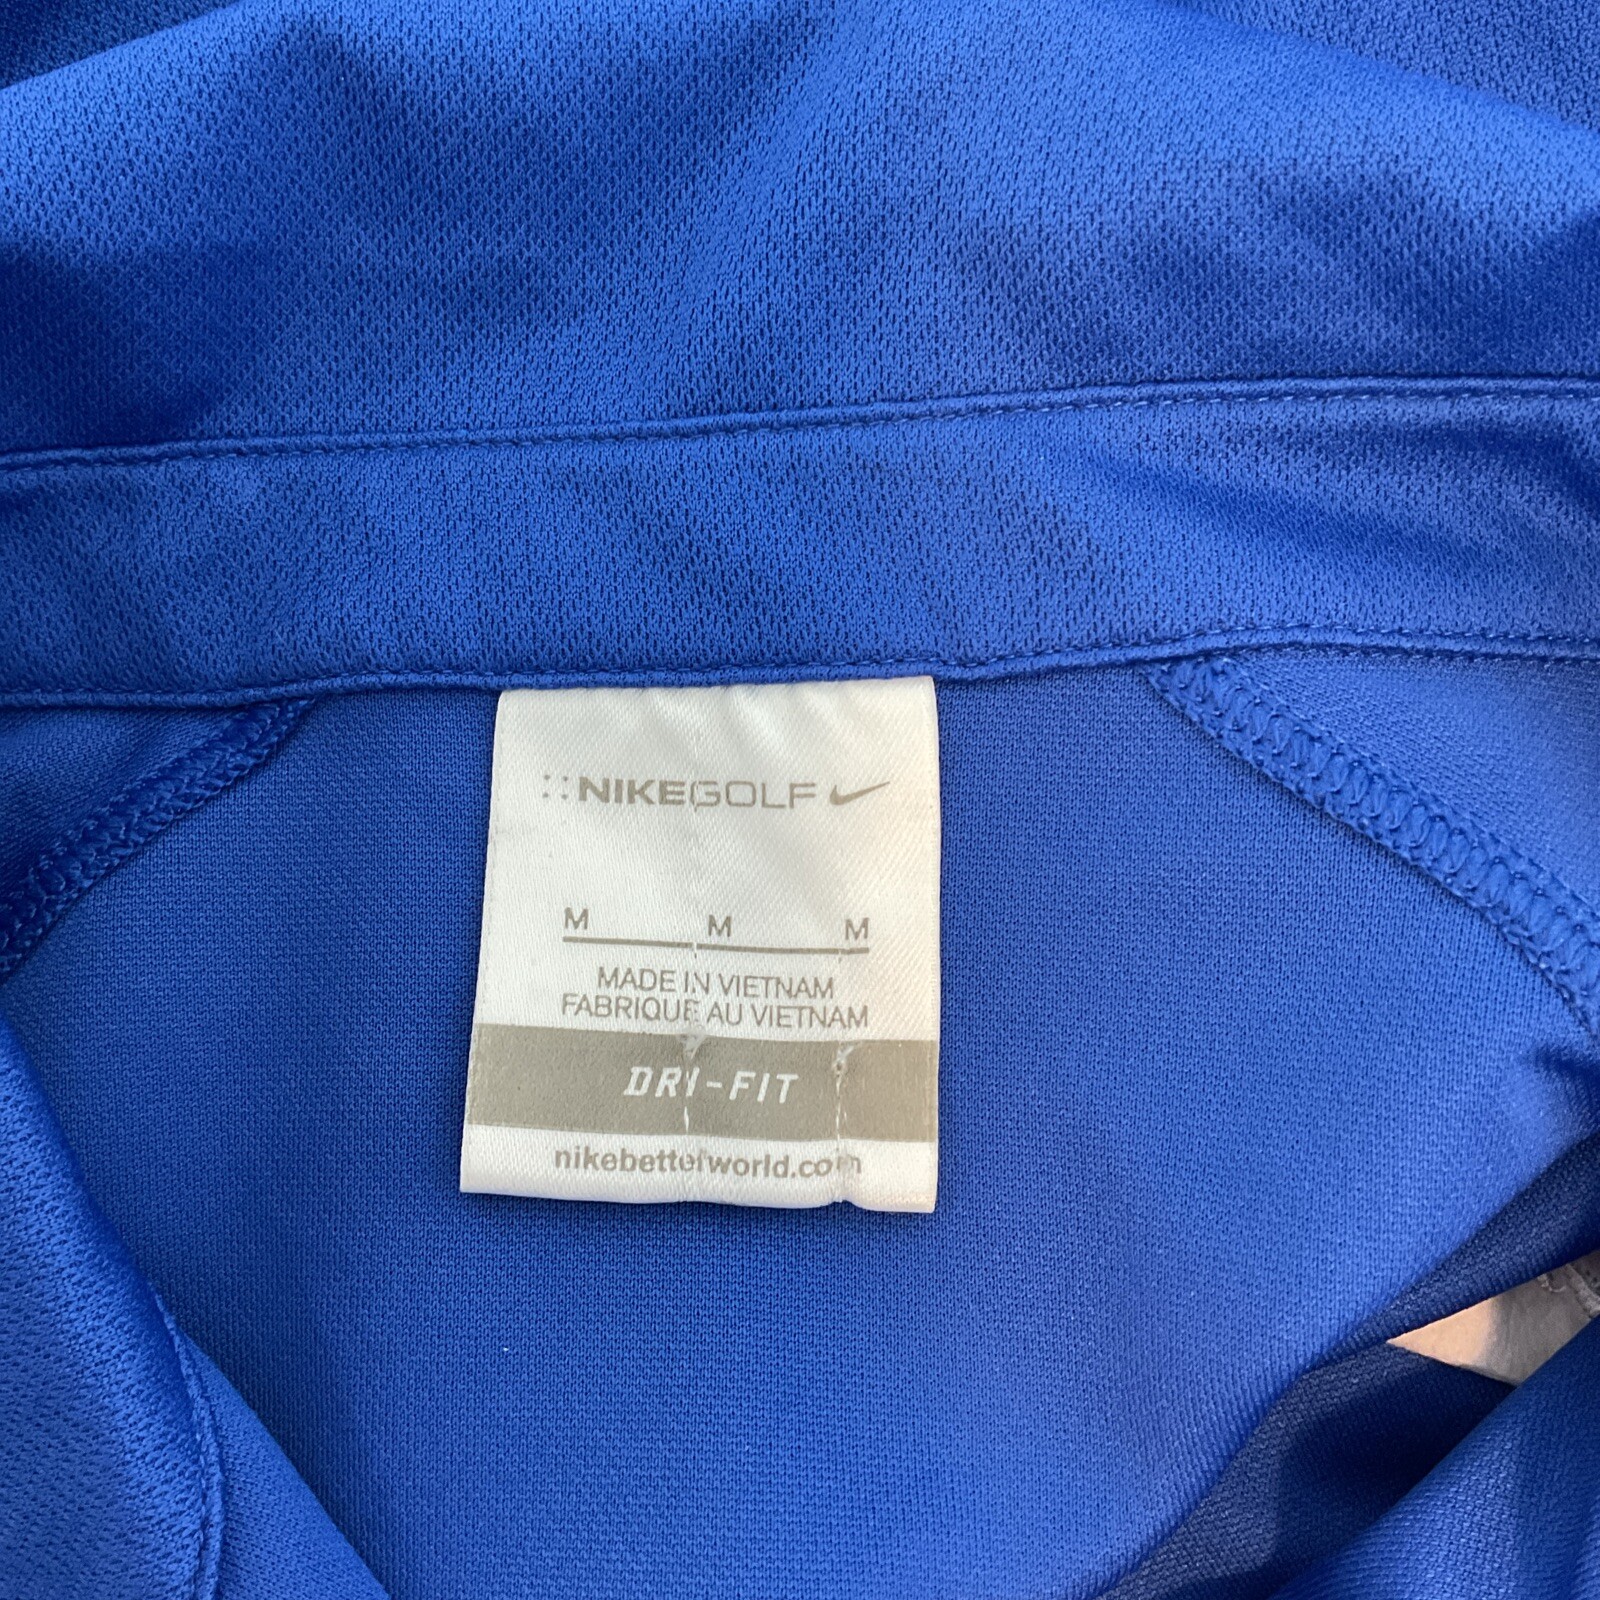 NIKEGOLF
M M M
MADE IN VIETNAM
FABRIQUE AU VIETNAM
DRI-FIT
nikebetterworld.com